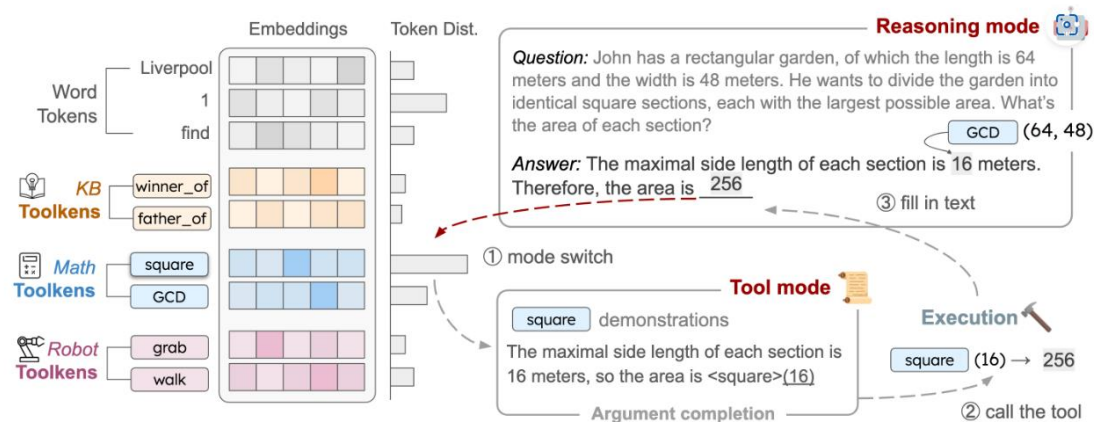 Embeddings
Token Dist.
Word
Tokens
Liverpool
1
find
KB
Toolkens
winner_of
father_of
Math
Toolkens
square
GCD
Robot
Toolkens
grab
walk
Reasoning mode
Question: John has a rectangular garden, of which the length is 64
meters and the width is 48 meters. He wants to divide the garden into
identical square sections, each with the largest possible area. What's
the area of each section?
GCD (64, 48)
Answer: The maximal side length of each section is 16 meters.
Therefore, the area is 256
③ fill in text
① mode switch
Tool mode
square demonstrations
The maximal side length of each section is
16 meters, so the area is <square>(16)
Argument completion
Execution
square (16) → 256
② call the tool